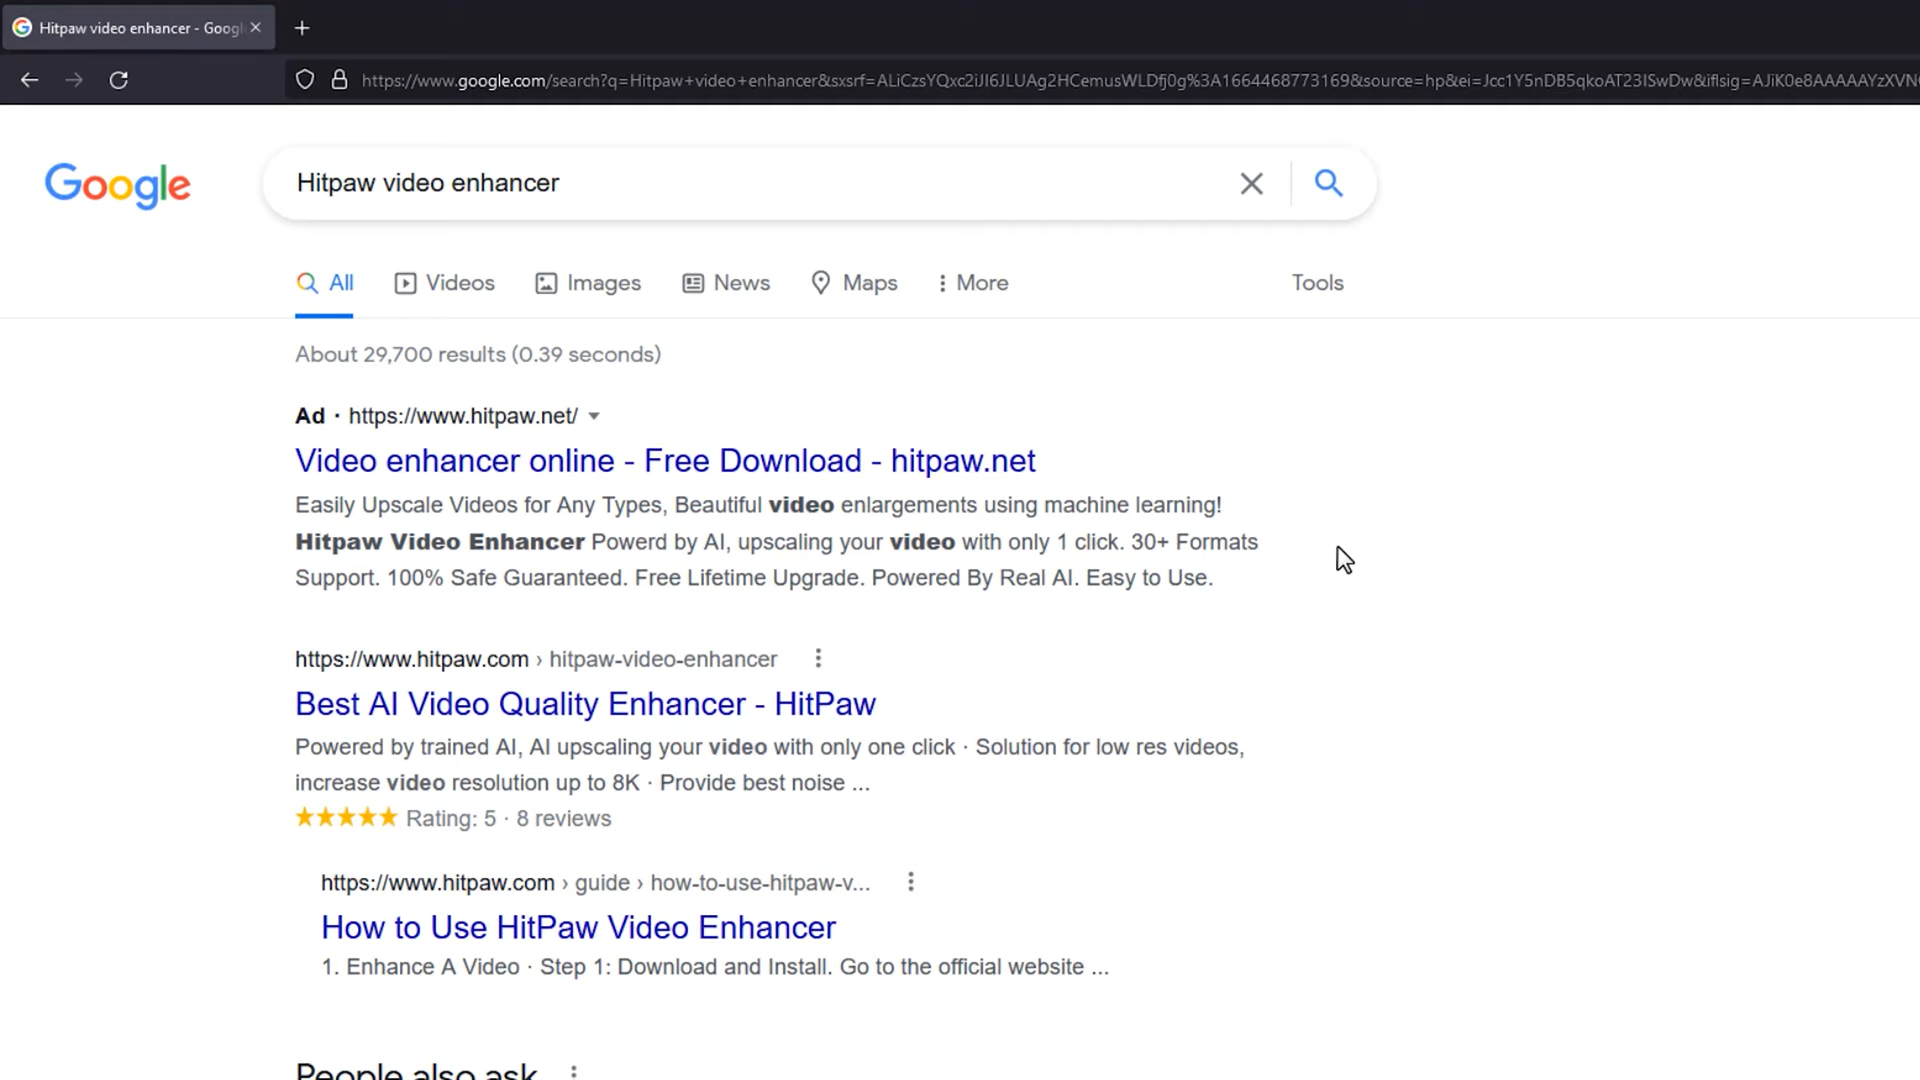 Hitpaw video enhancer - Googl
https://www.google.com/search?q=Hitpaw+video+enhancer&sxsrf=ALiCzsYQxc2iJI6JLUAg2HCemusWLDfj0g%3A1664468773169&source=hp&ei=Jcc1Y5nDB5qkoAT23ISwDw&iflsig=AJiK0e8AAAAAYzXVN
Google
Hitpaw video enhancer
All Videos Images News Maps More Tools
About 29,700 results (0.39 seconds)
Ad · https://www.hitpaw.net/
Video enhancer online - Free Download - hitpaw.net
Easily Upscale Videos for Any Types, Beautiful video enlargements using machine learning!
Hitpaw Video Enhancer Powerd by AI, upscaling your video with only 1 click. 30+ Formats
Support. 100% Safe Guaranteed. Free Lifetime Upgrade. Powered By Real AI. Easy to Use.
https://www.hitpaw.com › hitpaw-video-enhancer
Best AI Video Quality Enhancer - HitPaw
Powered by trained AI, AI upscaling your video with only one click · Solution for low res videos,
increase video resolution up to 8K · Provide best noise ...
Rating: 5 · 8 reviews
https://www.hitpaw.com › guide › how-to-use-hitpaw-v...
How to Use HitPaw Video Enhancer
1. Enhance A Video · Step 1: Download and Install. Go to the official website ...
People also ask